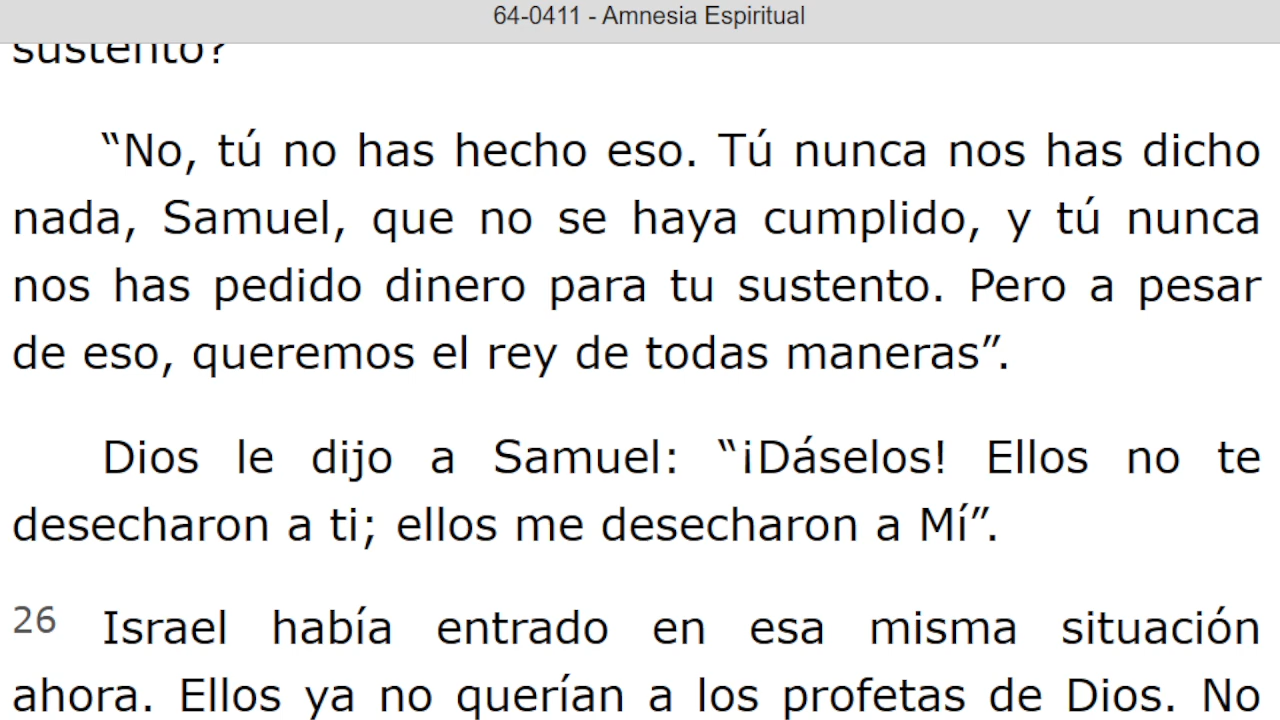 64-0411 - Amnesia Espiritual
sustento?
“No, tú no has hecho eso. Tú nunca nos has dicho
nada, Samuel, que no se haya cumplido, y tú nunca
nos has pedido dinero para tu sustento. Pero a pesar
de eso, queremos el rey de todas maneras”.
Dios le dijo a Samuel: “¡Dáselos! Ellos no te
desecharon a ti; ellos me desecharon a Mí”.
26 Israel había entrado en esa misma situación
ahora. Ellos ya no querían a los profetas de Dios. No